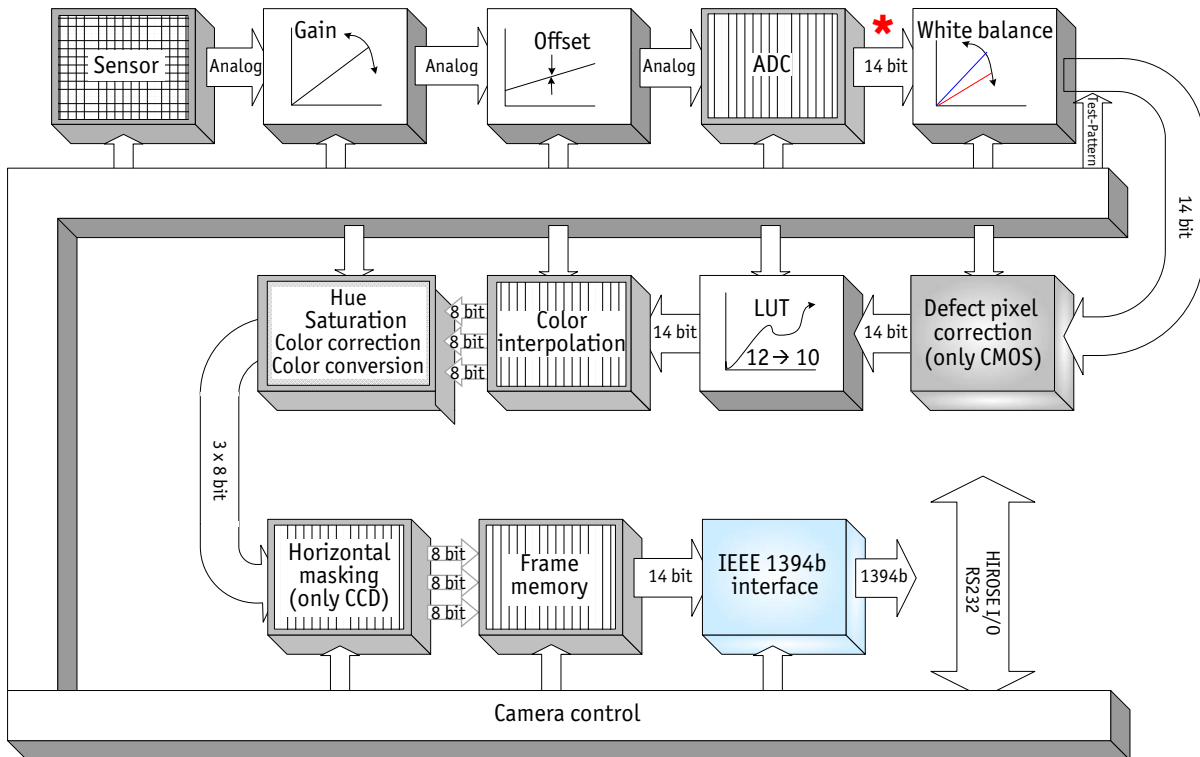 Sensor
Analog
Gain
Analog
Offset
Analog
ADC
*
14 bit
White balance
Test-Pattern
14 bit
Defect pixel
correction
(only CMOS)
14 bit
LUT
12 → 10
14 bit
Color
interpolation
8 bit
8 bit
8 bit
Hue
Saturation
Color correction
Color conversion
3 x 8 bit
Horizontal
masking
(only CCD)
8 bit
8 bit
8 bit
Frame
memory
14 bit
IEEE 1394b
interface
1394b
HIROSE I/O
RS232
Camera control